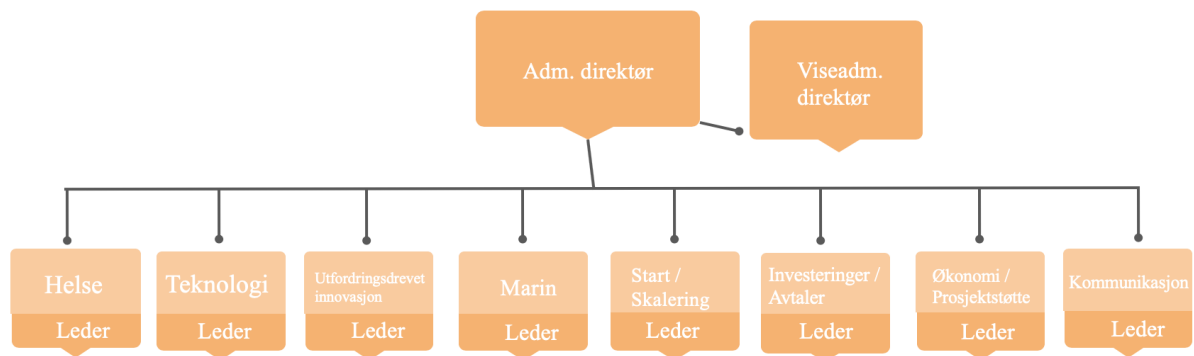 Adm. direktør
Viseadm.
direktør
Helse
Leder
Teknologi
Leder
Utfordringsdrevet
innovasjon
Leder
Marin
Leder
Start /
Skalering
Leder
Investeringer /
Avtaler
Leder
Økonomi /
Prosjektstøtte
Leder
Kommunikasjon
Leder